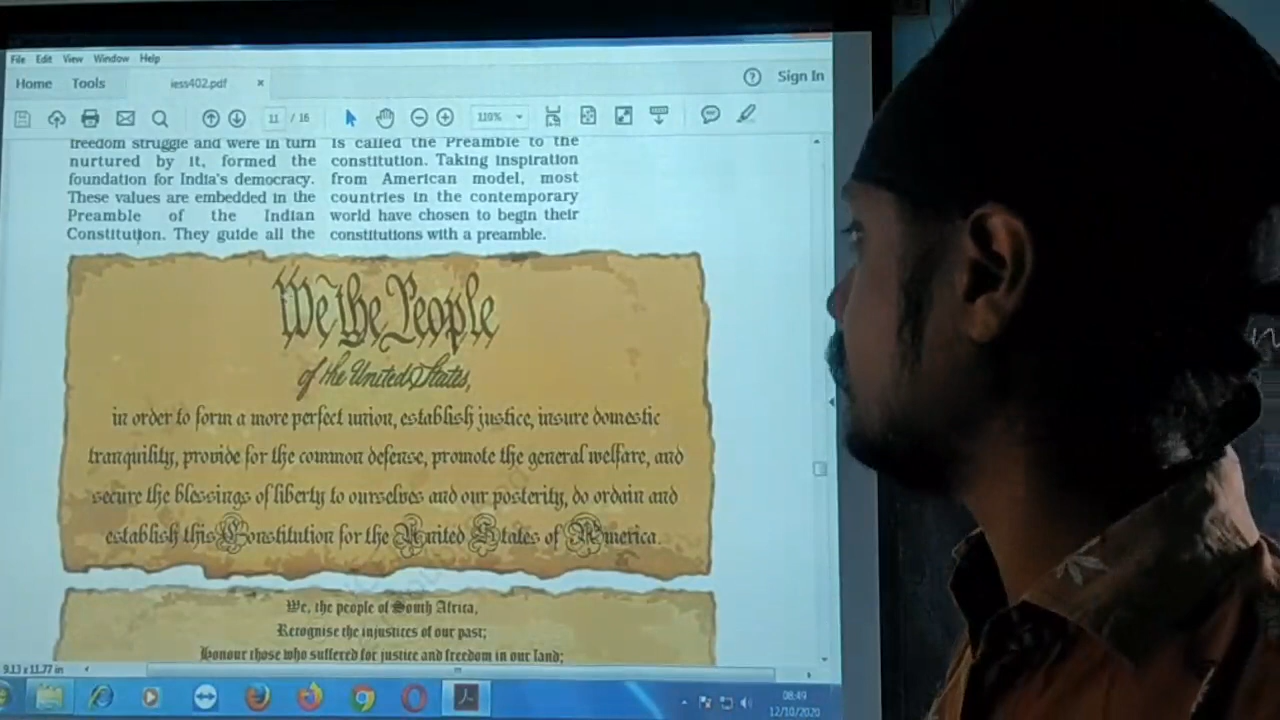 File Edit View Window Help
Home Tools iess402.pdf ×
? Sign In
11 / 16 110%
freedom struggle and were in turn
nurtured by it, formed the
foundation for India's democracy.
These values are embedded in the
Preamble of the Indian
Constitution. They guide all the
is called the Preamble to the
constitution. Taking inspiration
from American model, most
countries in the contemporary
world have chosen to begin their
constitutions with a preamble.
We the People
of the United States,
in order to form a more perfect union, establish justice, insure domestic
tranquility, provide for the common defense, promote the general welfare, and
secure the blessings of liberty to ourselves and our posterity, do ordain and
establish this Constitution for the United States of America.
We, the people of South Africa,
Recognise the injustices of our past;
Honour those who suffered for justice and freedom in our land;
9.13 x 11.77 in
08:49
12/10/2020